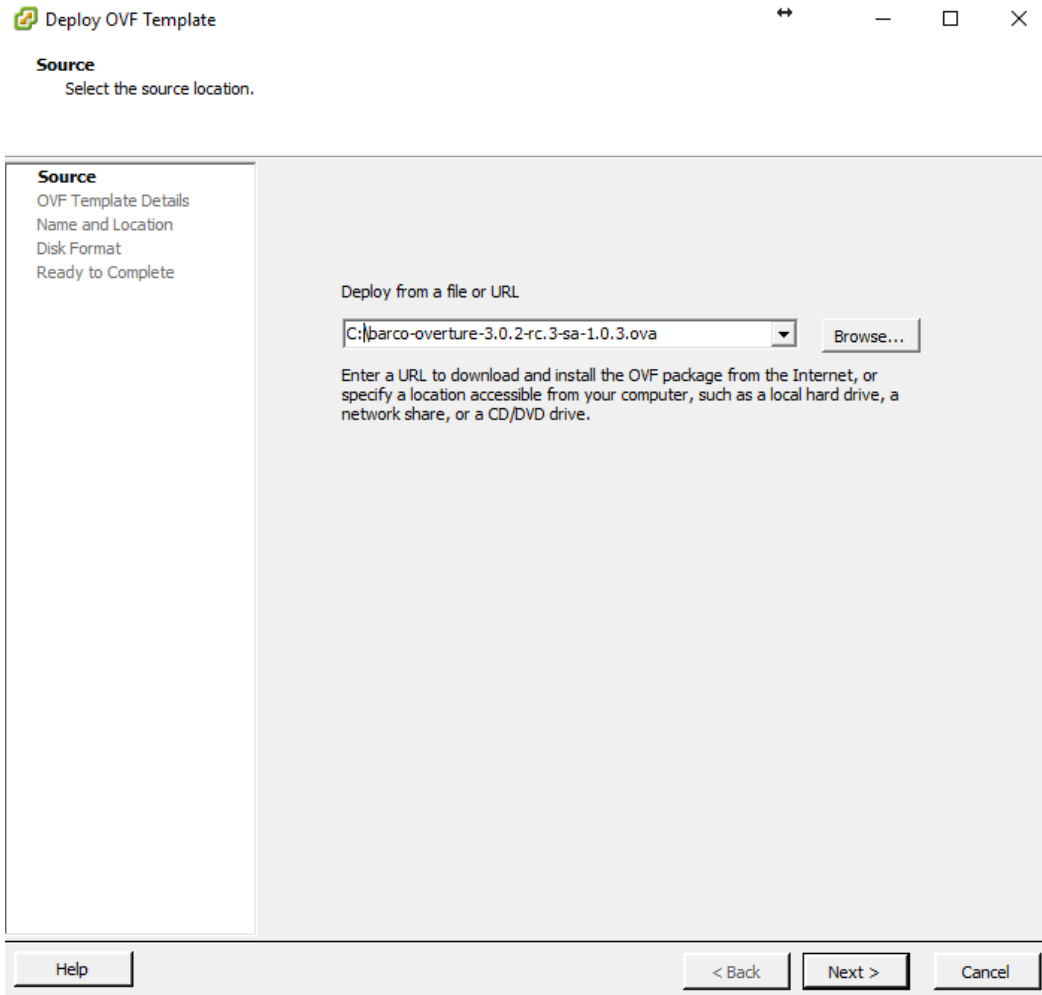 Deploy OVF Template
Source
Select the source location.
Source
OVF Template Details
Name and Location
Disk Format
Ready to Complete
Deploy from a file or URL
C:\barco-overture-3.0.2-rc.3-sa-1.0.3.ova
Browse...
Enter a URL to download and install the OVF package from the Internet, or
specify a location accessible from your computer, such as a local hard drive, a
network share, or a CD/DVD drive.
Help
< Back
Next >
Cancel